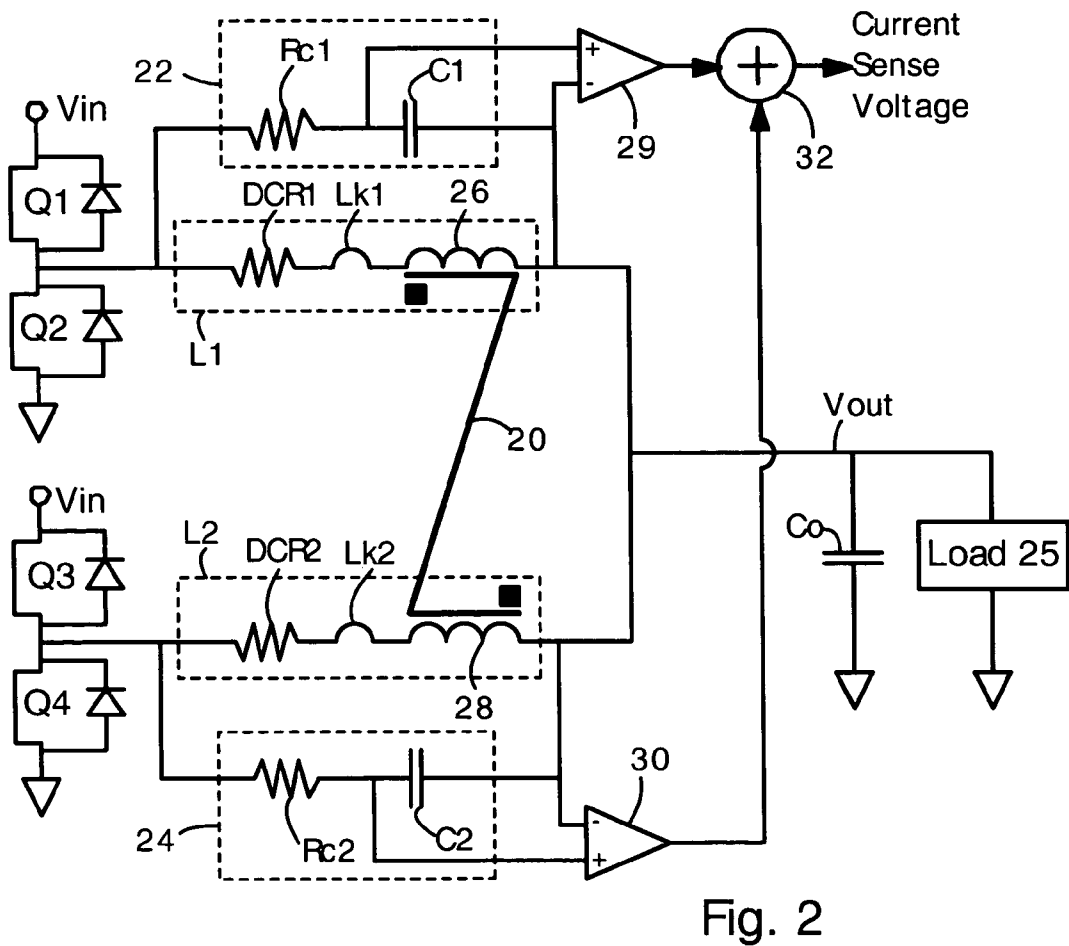 Current
Sense
Voltage
22
Rc1
C1
+
-
29
32
Vin
Q1
Q2
DCR1
Lk1
26
L1
20
Vout
Vin
Q3
Q4
L2
DCR2
Lk2
28
Co
Load 25
24
Rc2
C2
-
+
30
Fig. 2